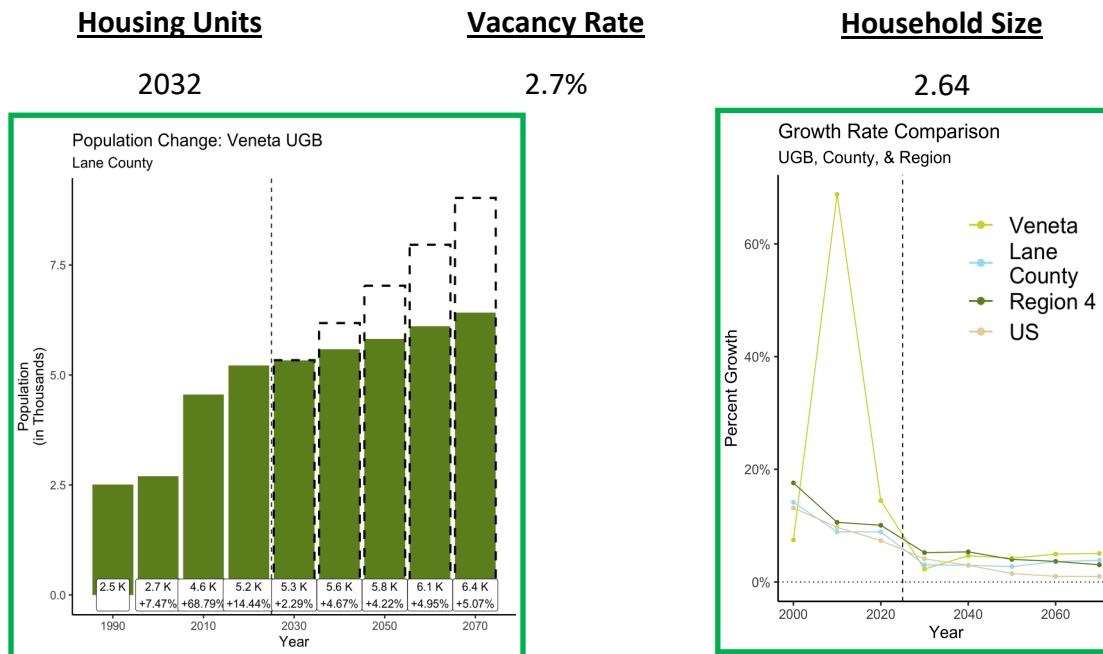 Housing Units
Vacancy Rate
Household Size
2032
2.7%
2.64
Population Change: Veneta UGB
Lane County
Population
(in Thousands)
7.5
5.0
2.5
0.0
2.5 K
2.7 K
4.6 K
5.2 K
5.3 K
5.6 K
5.8 K
6.1 K
6.4 K
+7.47%
+68.79%
+14.44%
+2.29%
+4.67%
+4.22%
+4.95%
+5.07%
1990
2010
2030
2050
2070
Year
Growth Rate Comparison
UGB, County, & Region
Percent Growth
60%
40%
20%
0%
Veneta
Lane
County
Region 4
US
2000
2020
2040
2060
Year